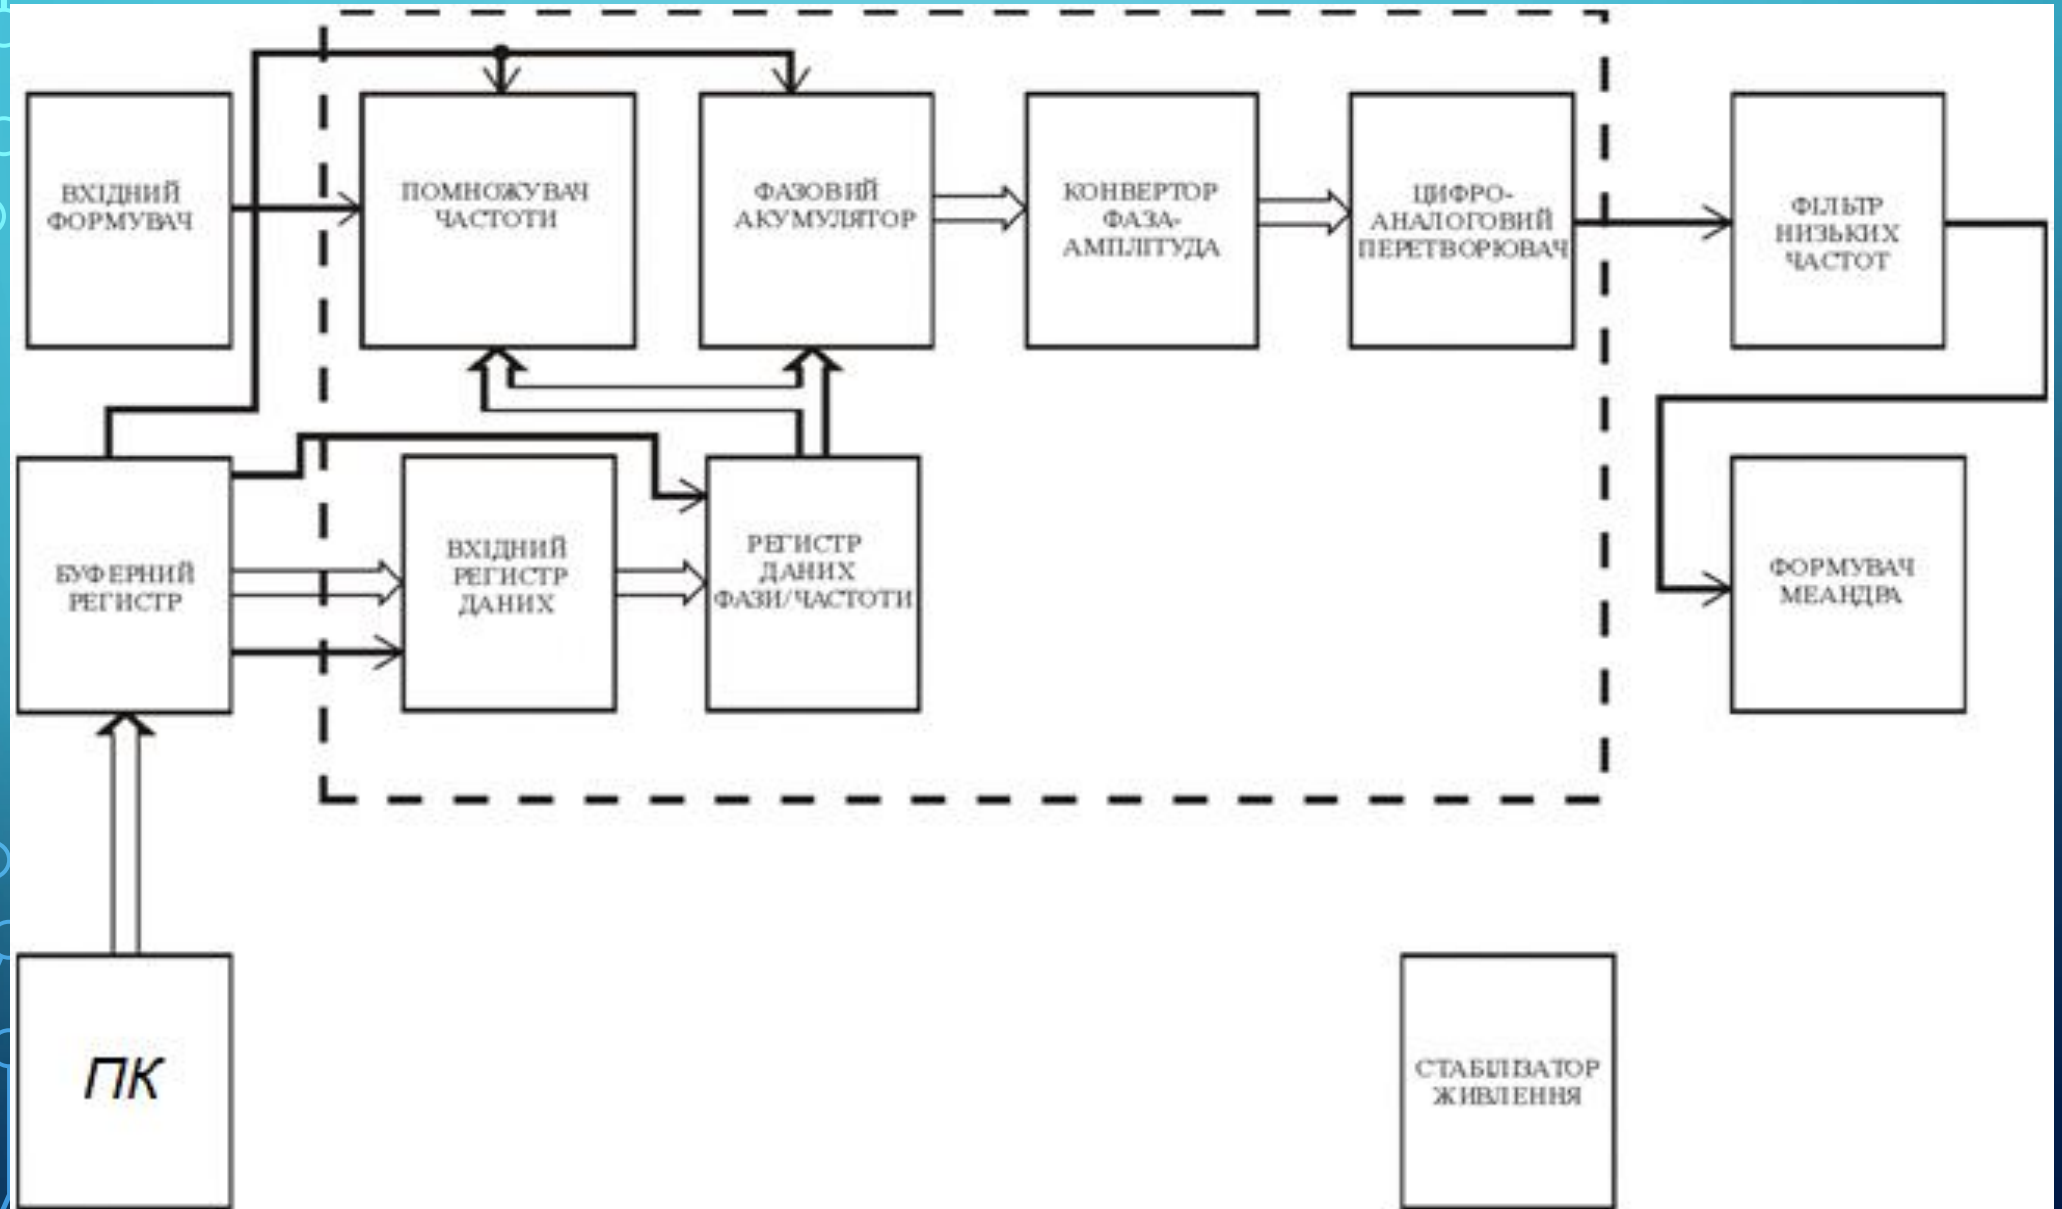 ВХІДНИЙ
ФОРМУВАЧ
ПОМНОЖУВАЧ
ЧАСТОТИ
ФАЗОВИЙ
АКУМУЛЯТОР
КОНВЕРТОР
ФАЗА-
АМПЛІТУДА
ЦИФРО-
АНАЛОГОВИЙ
ПЕРЕТВОРЮВАЧ
ФІЛЬТР
НИЗЬКИХ
ЧАСТОТ
БУФЕРНИЙ
РЕГИСТР
ВХІДНИЙ
РЕГИСТР
ДАНИХ
РЕГИСТР
ДАНИХ
ФАЗИ/ЧАСТОТИ
ФОРМУВАЧ
МЕАНДРА
ПК
СТАБІЛІЗАТОР
ЖИВЛЕННЯ